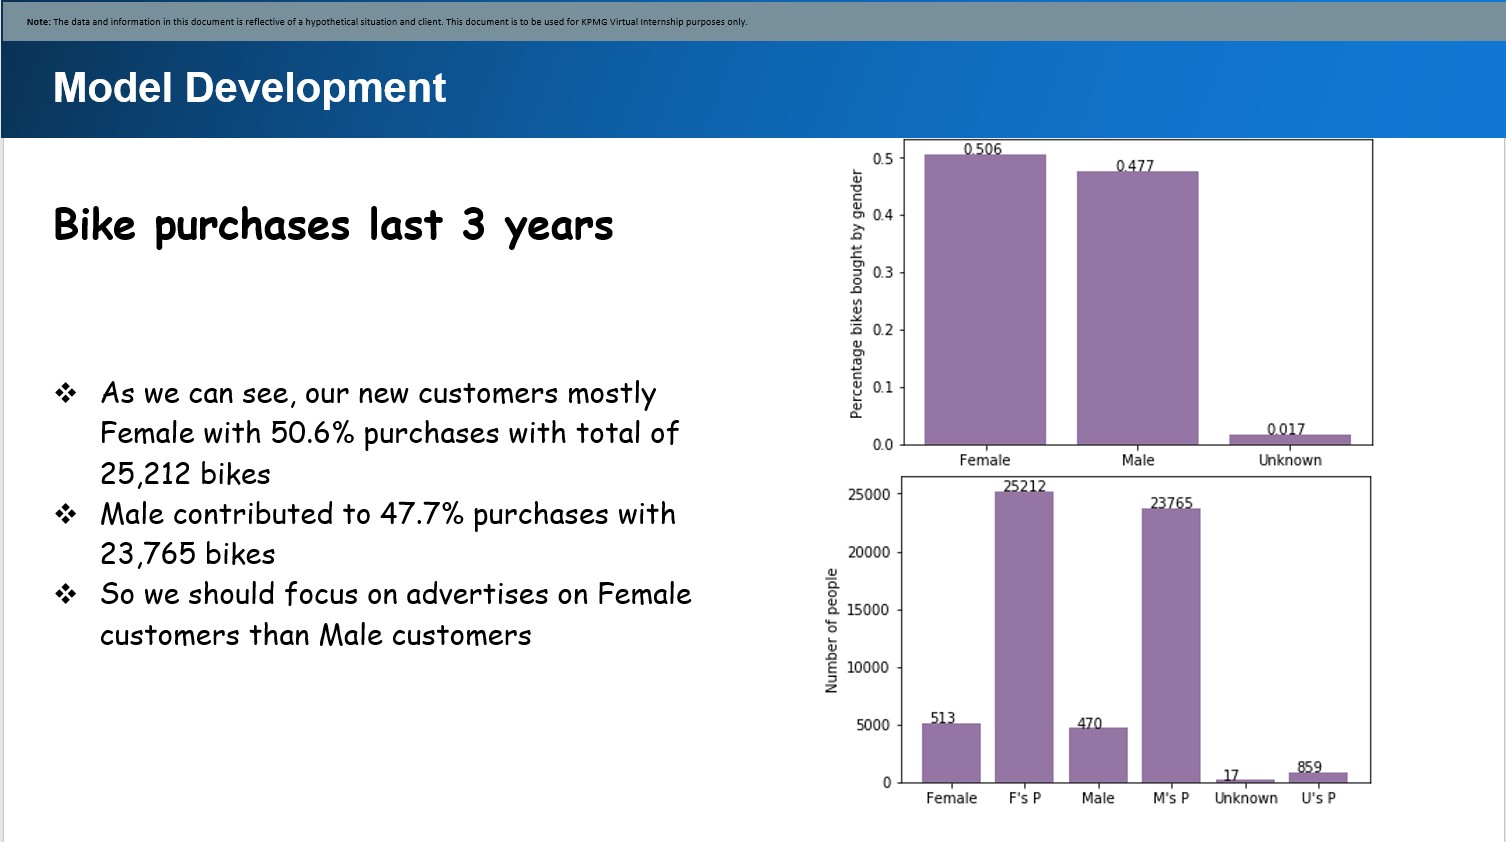 Note: The data and information in this document is reflective of a hypothetical situation and client. This document is to be used for KPMG Virtual Internship purposes only.
Model Development
Bike purchases last 3 years
❖ As we can see, our new customers mostly
Female with 50.6% purchases with total of
25,212 bikes
❖ Male contributed to 47.7% purchases with
23,765 bikes
❖ So we should focus on advertises on Female
customers than Male customers
Percentage bikes bought by gender
0.5
0.4
0.3
0.2
0.1
0.0
0.506
0.477
0.017
Female Male Unknown
Number of people
25000
20000
15000
10000
5000
0
513 25212 470 23765 17 859
Female F's P Male M's P Unknown U's P